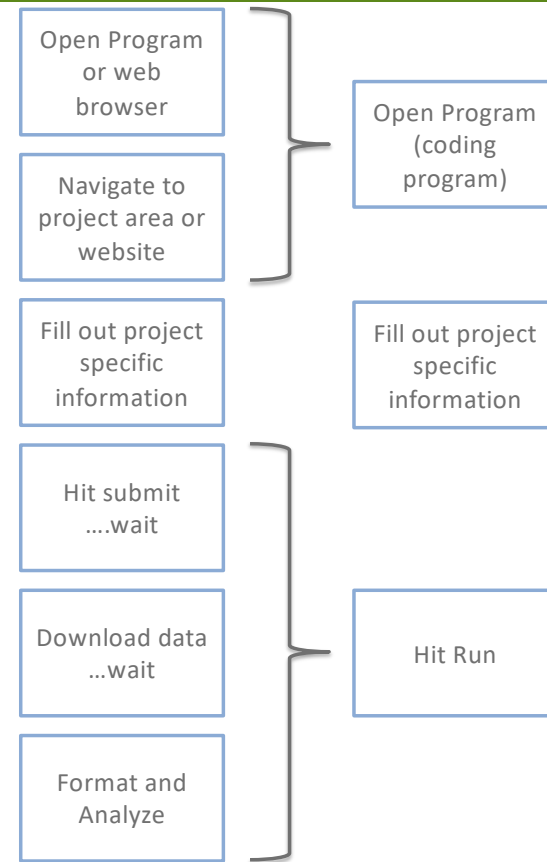 Open Program
or web
browser
Navigate to
project area or
website
Open Program
(coding
program)
Fill out project
specific
information
Fill out project
specific
information
Hit submit
....wait
Download data
...wait
Format and
Analyze
Hit Run